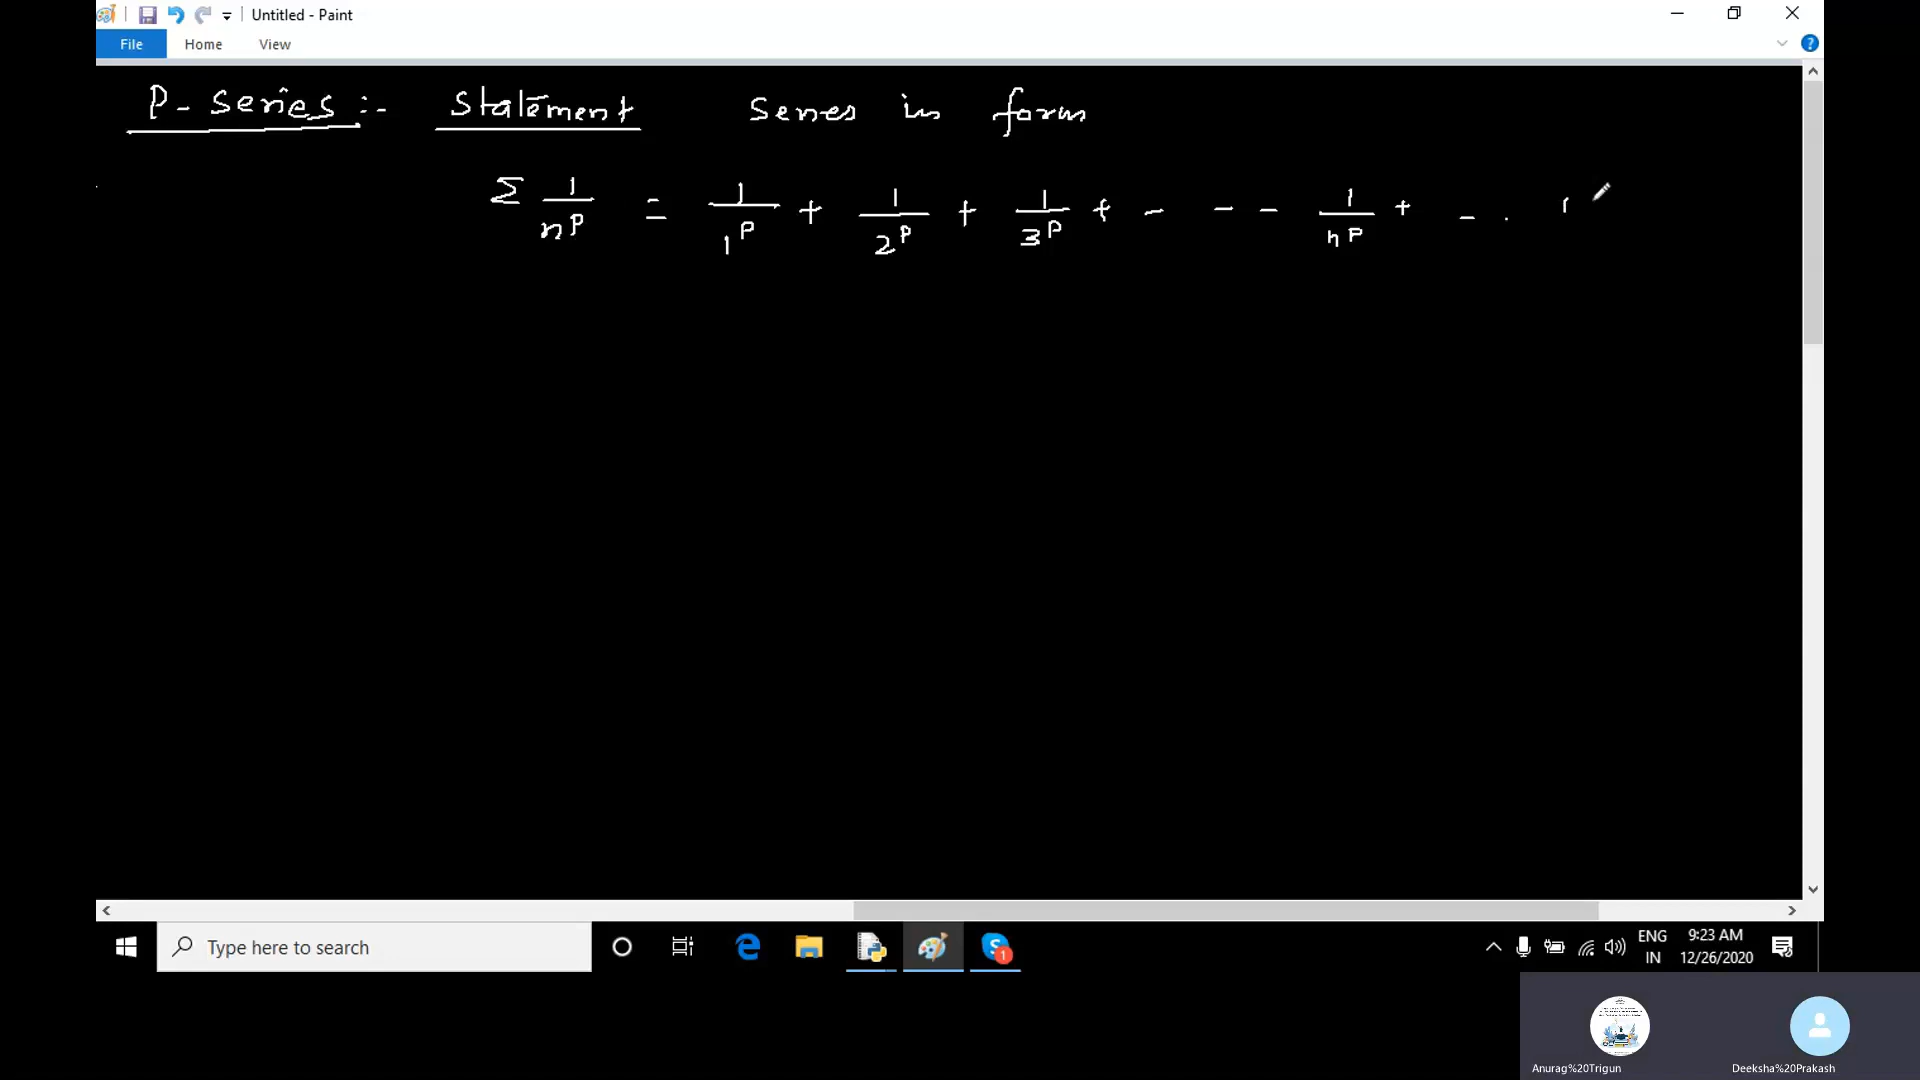 Untitled - Paint
File Home View
P-series:- Statement Series in form
Σ 1/n^p = 1/1^p + 1/2^p + 1/3^p + - - - 1/n^p + - .
Type here to search
1
ENG 9:23 AM
IN 12/26/2020
Anurag%20Trigun Deeksha%20Prakash